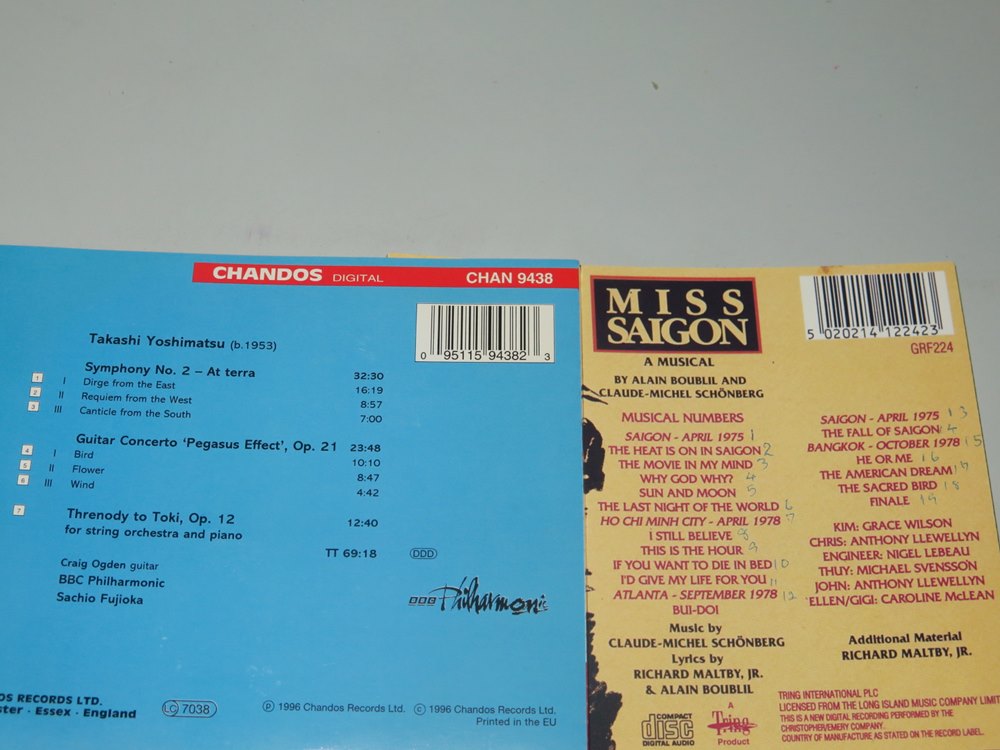 CHANDOS DIGITAL CHAN 9438
0 95115 94382 3
Takashi Yoshimatsu (b.1953)
Symphony No. 2 – At terra 32:30
1 I Dirge from the East 16:19
2 II Requiem from the West 8:57
3 III Canticle from the South 7:00
Guitar Concerto ‘Pegasus Effect’, Op. 21 23:48
4 I Bird 10:10
5 II Flower 8:47
6 III Wind 4:42
7 Threnody to Toki, Op. 12 12:40
for string orchestra and piano
TT 69:18 DDD
Craig Ogden guitar
BBC Philharmonic
Sachio Fujioka
BBC Philharmonic
OS RECORDS LTD.
ster · Essex · England
LC 7038
℗ 1996 Chandos Records Ltd. © 1996 Chandos Records Ltd.
Printed in the EU
MISS
SAIGON
5 020214 122423
GRF224
A MUSICAL
BY ALAIN BOUBLIL AND
CLAUDE-MICHEL SCHÖNBERG
MUSICAL NUMBERS
SAIGON - APRIL 1975 1
THE HEAT IS ON IN SAIGON 2
THE MOVIE IN MY MIND 3
WHY GOD WHY? 4
SUN AND MOON 5
THE LAST NIGHT OF THE WORLD 6
HO CHI MINH CITY - APRIL 1978 7
I STILL BELIEVE 8
THIS IS THE HOUR 9
IF YOU WANT TO DIE IN BED 10
I'D GIVE MY LIFE FOR YOU 11
ATLANTA - SEPTEMBER 1978 12
BUI-DOI
SAIGON - APRIL 1975 13
THE FALL OF SAIGON 14
BANGKOK - OCTOBER 1978 15
HE OR ME 16
THE AMERICAN DREAM 17
THE SACRED BIRD 18
FINALE 19
KIM: GRACE WILSON
CHRIS: ANTHONY LLEWELLYN
ENGINEER: NIGEL LEBEAU
THUY: MICHAEL SVENSSON
JOHN: ANTHONY LLEWELLYN
ELLEN/GIGI: CAROLINE McLEAN
Music by
CLAUDE-MICHEL SCHÖNBERG
Lyrics by
RICHARD MALTBY, JR.
& ALAIN BOUBLIL
Additional Material
RICHARD MALTBY, JR.
COMPACT
disc
DIGITAL AUDIO
A
Tring
Product
TRING INTERNATIONAL PLC
LICENSED FROM THE LONG ISLAND MUSIC COMPANY LIMIT
THIS IS A NEW DIGITAL RECORDING PERFORMED BY THE
CHRISTOPHER/EMERY COMPANY.
COUNTRY OF MANUFACTURE AS STATED ON THE RECORD LABEL.